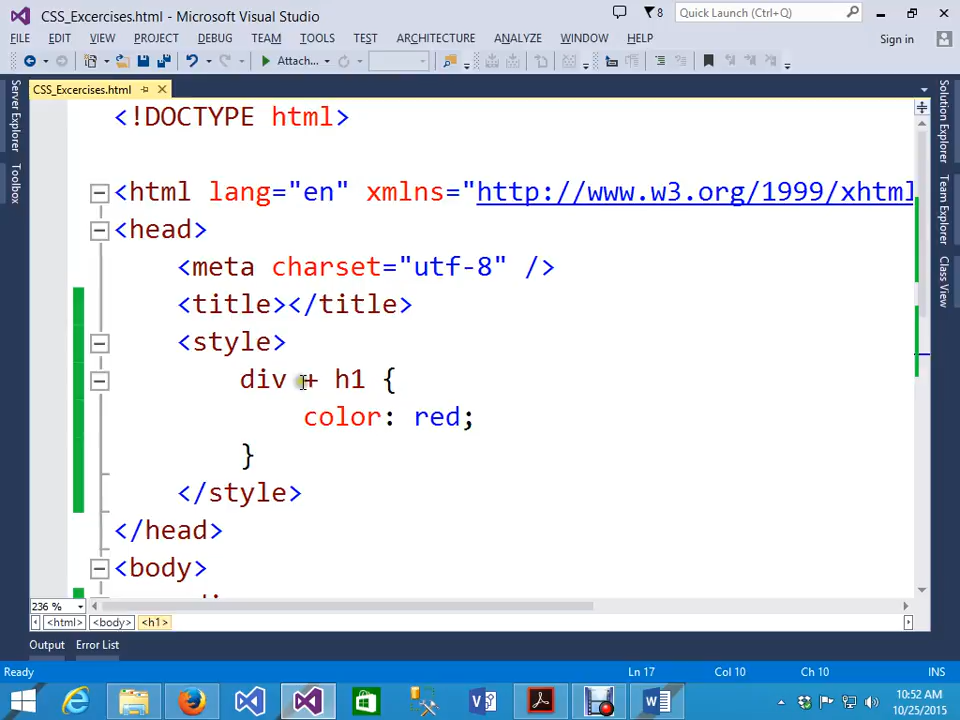 CSS_Excercises.html - Microsoft Visual Studio
8
Quick Launch (Ctrl+Q)
FILE EDIT VIEW PROJECT DEBUG TEAM TOOLS TEST ARCHITECTURE ANALYZE WINDOW HELP
Sign in
Attach...
CSS_Excercises.html
Server Explorer
Toolbox
Solution Explorer
Team Explorer
Class View
<!DOCTYPE html>
<html lang="en" xmlns="http://www.w3.org/1999/xhtml
<head>
<meta charset="utf-8" />
<title></title>
<style>
div + h1 {
color: red;
}
</style>
</head>
<body>
236 %
<html> <body> <h1>
Output Error List
Ready Ln 17 Col 10 Ch 10 INS
10:52 AM
10/25/2015